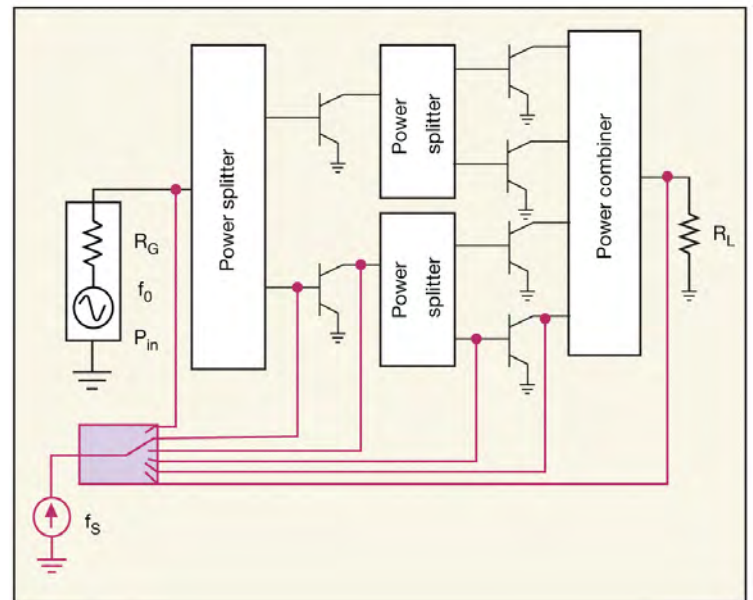 Power splitter
Power
splitter
Power
splitter
Power combiner
R_G
f_0
P_in
R_L
f_S